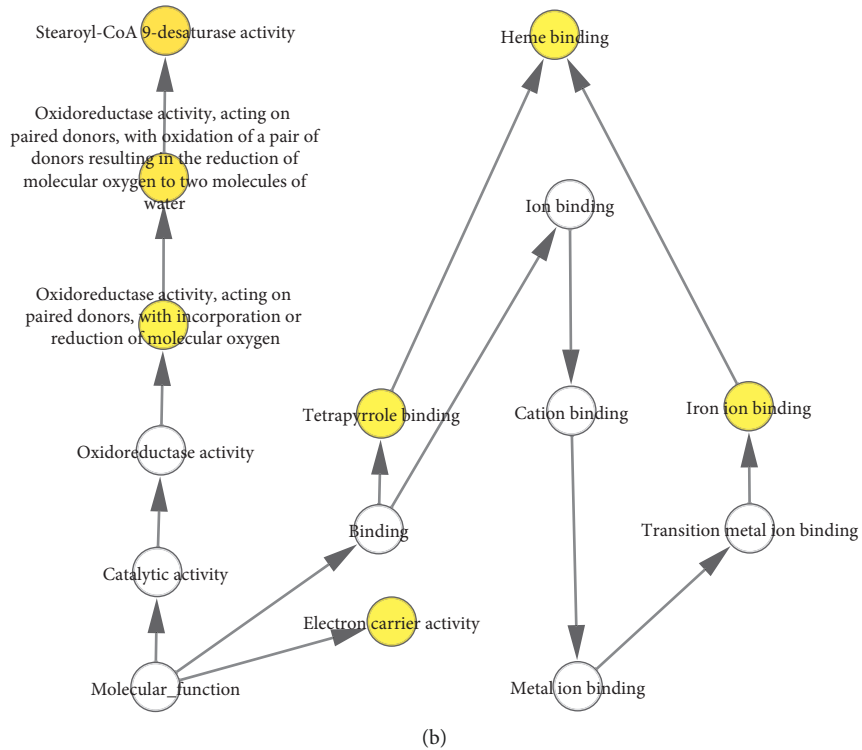 Stearoyl-CoA 9-desaturase activity
Heme binding
Oxidoreductase activity, acting on
paired donors, with oxidation of a pair of
donors resulting in the reduction of
molecular oxygen to two molecules of
water
Ion binding
Oxidoreductase activity, acting on
paired donors, with incorporation or
reduction of molecular oxygen
Tetrapyrrole binding
Cation binding
Iron ion binding
Oxidoreductase activity
Binding
Transition metal ion binding
Catalytic activity
Electron carrier activity
Molecular_function
Metal ion binding
(b)